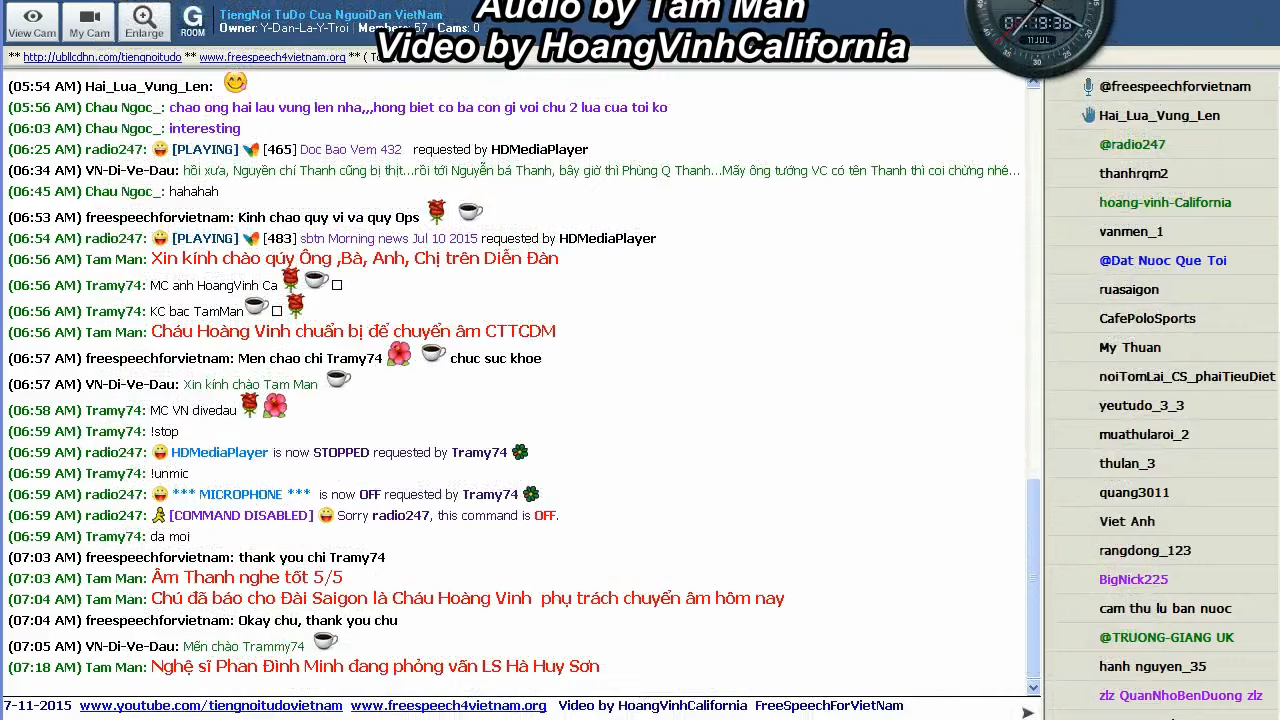 Audio by Tam Man
Video by HoangVinhCalifornia
View Cam
My Cam
Enlarge
G ROOM
TiengNoi TuDo Cua NguoiDan VietNam
Owner: Y-Dan-La-Y-Troi / Members: 57 Cams: 0
07:19:36
11JUL
** http://ubllcdhn.com/tiengnoitudo ** www.freespeech4vietnam.org ** ( T
(05:54 AM) Hai_Lua_Vung_Len:
(05:56 AM) Chau Ngoc_: chao ong hai lau vung len nha,,,hong biet co ba con gi voi chu 2 lua cua toi ko
(06:03 AM) Chau Ngoc_: interesting
(06:25 AM) radio247: [PLAYING] [465] Doc Bao Vem 432 requested by HDMediaPlayer
(06:34 AM) VN-Di-Ve-Dau: hồi xưa, Nguyễn chí Thanh cũng bị thịt...rồi tới Nguyễn bá Thanh, bây giờ thì Phùng Q Thanh...Mấy ông tướng VC có tên Thanh thì coi chừng nhé...
(06:45 AM) Chau Ngoc_: hahahah
(06:53 AM) freespeechforvietnam: Kinh chao quy vi va quy Ops
(06:54 AM) radio247: [PLAYING] [483] sbtn Morning news Jul 10 2015 requested by HDMediaPlayer
(06:56 AM) Tam Man: Xin kính chào qúy Ông ,Bà, Anh, Chị trên Diễn Đàn
(06:56 AM) Tramy74: MC anh HoangVinh Ca
(06:56 AM) Tramy74: KC bac TamMan
(06:56 AM) Tam Man: Cháu Hoàng Vinh chuẩn bị để chuyển âm CTTCDM
(06:57 AM) freespeechforvietnam: Men chao chi Tramy74 chuc suc khoe
(06:57 AM) VN-Di-Ve-Dau: Xin kính chào Tam Man
(06:58 AM) Tramy74: MC VN divedau
(06:59 AM) Tramy74: !stop
(06:59 AM) radio247: HDMediaPlayer is now STOPPED requested by Tramy74
(06:59 AM) Tramy74: !unmic
(06:59 AM) radio247: *** MICROPHONE *** is now OFF requested by Tramy74
(06:59 AM) radio247: [COMMAND DISABLED] Sorry radio247, this command is OFF.
(06:59 AM) Tramy74: da moi
(07:03 AM) freespeechforvietnam: thank you chi Tramy74
(07:03 AM) Tam Man: Âm Thanh nghe tốt 5/5
(07:04 AM) Tam Man: Chú đã báo cho Đài Saigon là Cháu Hoàng Vinh phụ trách chuyển âm hôm nay
(07:04 AM) freespeechforvietnam: Okay chu, thank you chu
(07:05 AM) VN-Di-Ve-Dau: Mến chào Trammy74
(07:18 AM) Tam Man: Nghệ sĩ Phan Đình Minh đang phỏng vấn LS Hà Huy Sơn
@freespeechforvietnam
Hai_Lua_Vung_Len
@radio247
thanhrqm2
hoang-vinh-California
vanmen_1
@Dat Nuoc Que Toi
ruasaigon
CafePoloSports
My Thuan
noiTomLai_CS_phaiTieuDiet
yeutudo_3_3
muathularoi_2
thulan_3
quang3011
Viet Anh
rangdong_123
BigNick225
cam thu lu ban nuoc
@TRUONG-GIANG UK
hanh nguyen_35
zlz QuanNhoBenDuong zlz
7-11-2015 www.youtube.com/tiengnoitudovietnam www.freespeech4vietnam.org Video by HoangVinhCalifornia FreeSpeechForVietNam